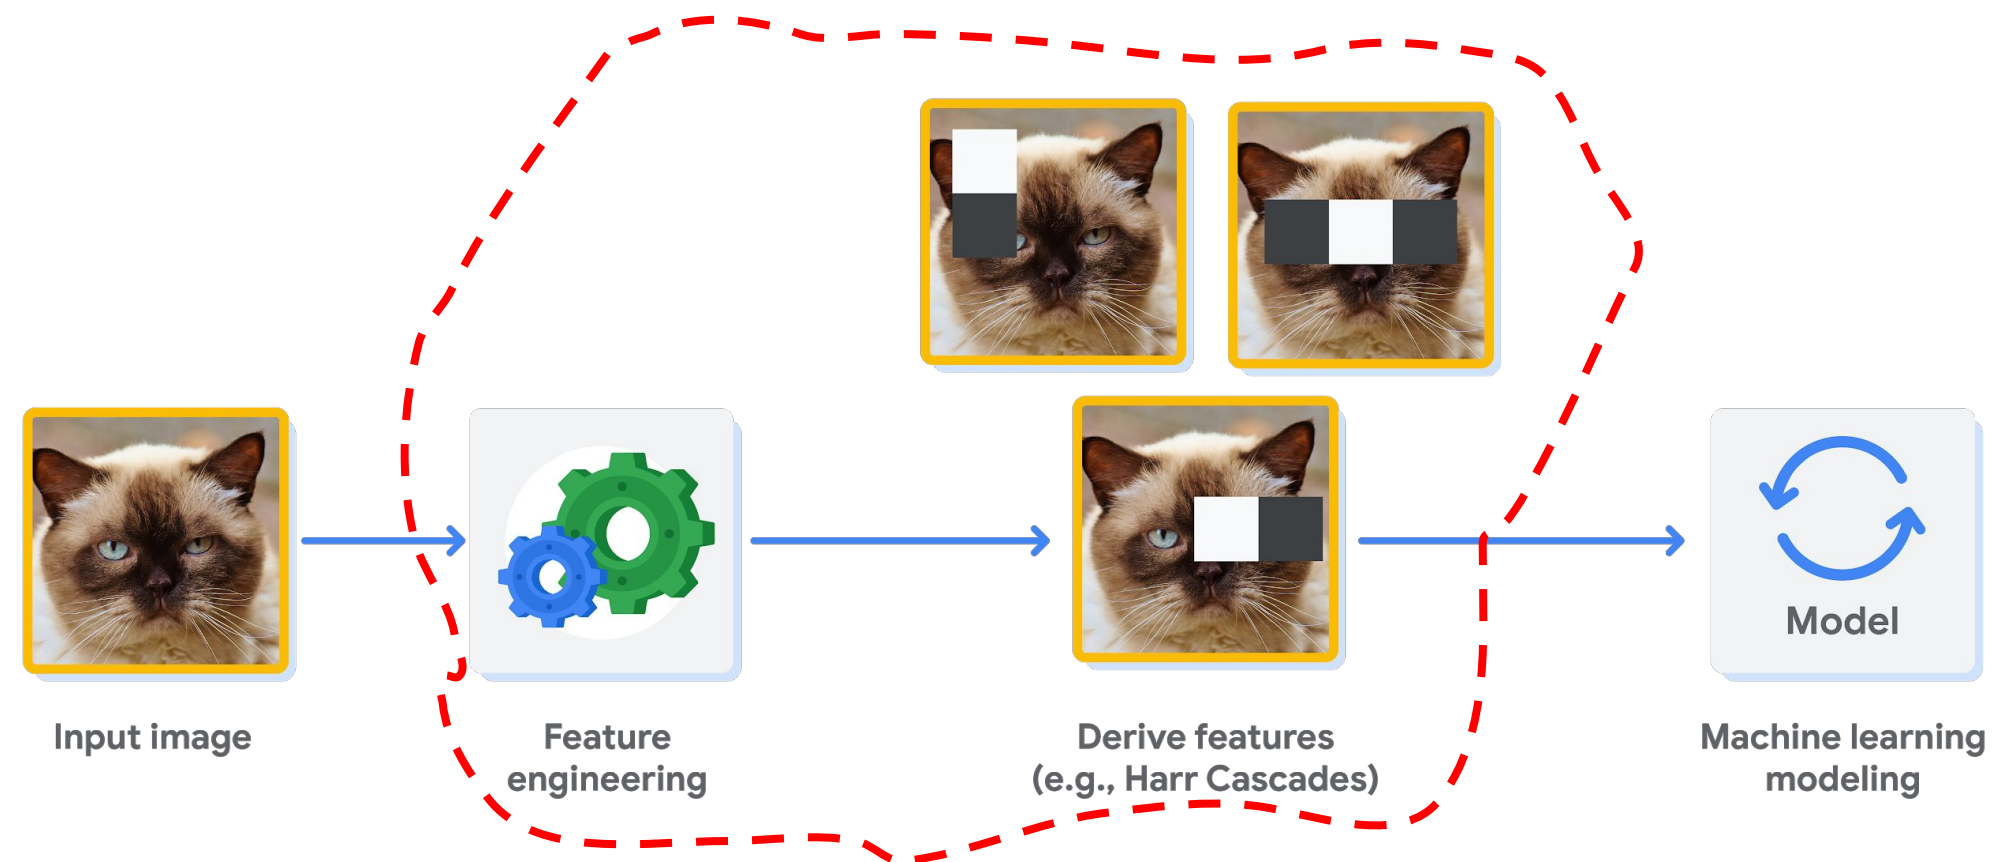 Model
Input image
Feature
engineering
Derive features
(e.g., Harr Cascades)
Machine learning
modeling